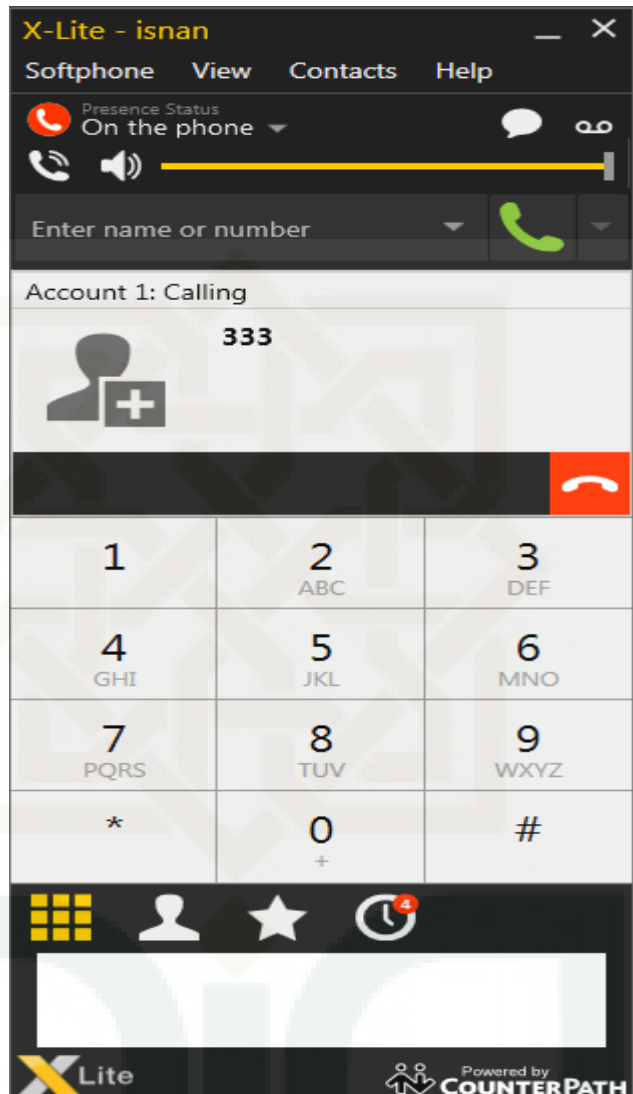 X-Lite - isnan
Softphone View Contacts Help
Presence Status
On the phone
Enter name or number
Account 1: Calling
333
1 2 3
ABC DEF
4 5 6
GHI JKL MNO
7 8 9
PQRS TUV WXYZ
* 0 #
+
4
X Lite
Powered by
COUNTERPATH